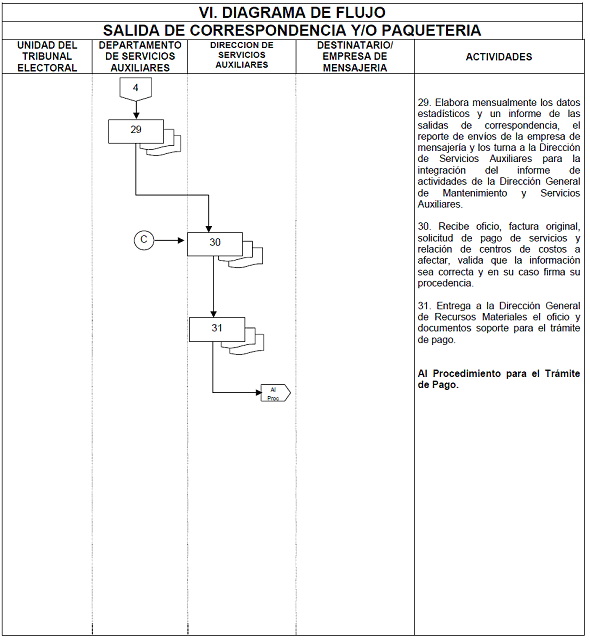 VI. DIAGRAMA DE FLUJO
SALIDA DE CORRESPONDENCIA Y/O PAQUETERIA
UNIDAD DEL
TRIBUNAL
ELECTORAL
DEPARTAMENTO
DE SERVICIOS
AUXILIARES
DIRECCION DE
SERVICIOS
AUXILIARES
DESTINATARIO/
EMPRESA DE
MENSAJERIA
ACTIVIDADES
4
29
C
30
31
Al
Proc
29. Elabora mensualmente los datos
estadísticos y un informe de las
salidas de correspondencia, el
reporte de envíos de la empresa de
mensajería y los turna a la Dirección
de Servicios Auxiliares para la
integración del informe de
actividades de la Dirección General
de Mantenimiento y Servicios
Auxiliares.
30. Recibe oficio, factura original,
solicitud de pago de servicios y
relación de centros de costos a
afectar, valida que la información
sea correcta y en su caso firma su
procedencia.
31. Entrega a la Dirección General
de Recursos Materiales el oficio y
documentos soporte para el trámite
de pago.
Al Procedimiento para el Trámite
de Pago.